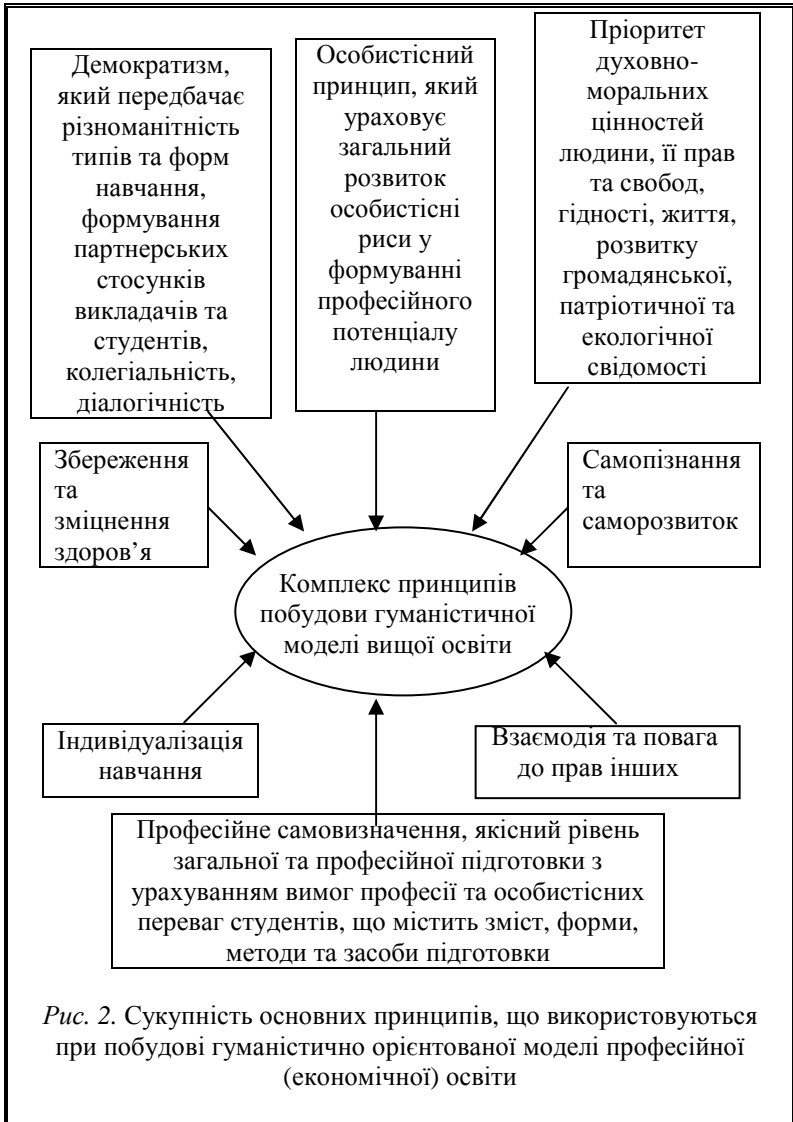 Демократизм,
який передбачає
різноманітність
типів та форм
навчання,
формування
партнерських
стосунків
викладачів та
студентів,
колегіальність,
діалогічність
Особистісний
принцип, який
ураховує
загальний
розвиток
особистісні
риси у
формуванні
професійного
потенціалу
людини
Пріоритет
духовно-
моральних
цінностей
людини, її прав
та свобод,
гідності, життя,
розвитку
громадянської,
патріотичної та
екологічної
свідомості
Збереження
та
зміцнення
здоров’я
Самопізнання
та
саморозвиток
Комплекс принципів
побудови гуманістичної
моделі вищої освіти
Індивідуалізація
навчання
Взаємодія та повага
до прав інших
Професійне самовизначення, якісний рівень
загальної та професійної підготовки з
урахуванням вимог професії та особистісних
переваг студентів, що містить зміст, форми,
методи та засоби підготовки
Рис. 2. Сукупність основних принципів, що використовуються
при побудові гуманістично орієнтованої моделі професійної
(економічної) освіти